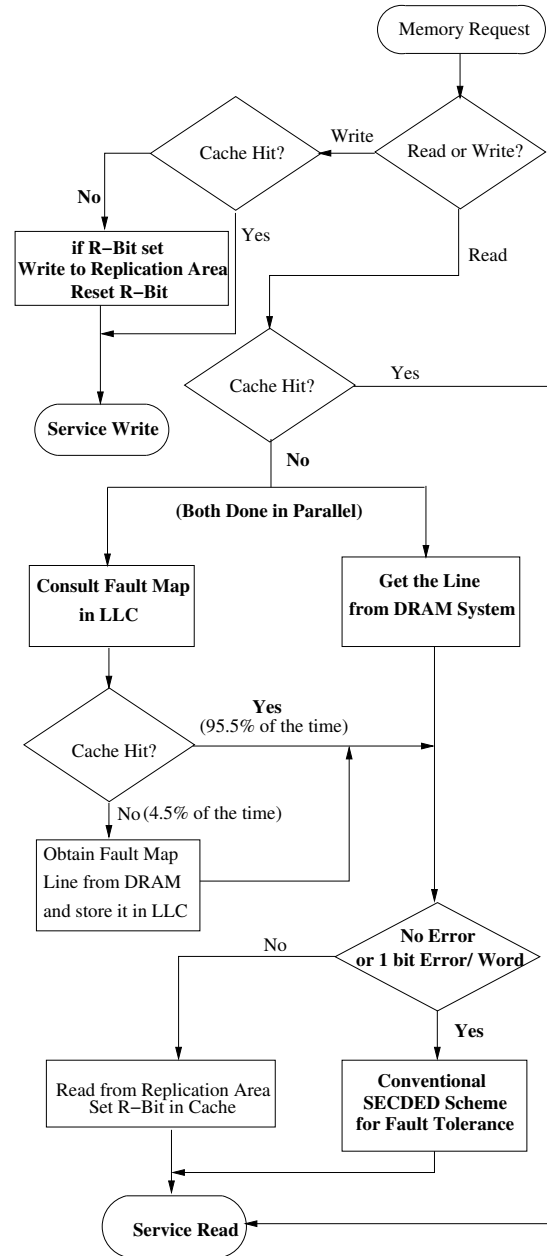 Memory Request
Write
Cache Hit?
Read or Write?
No
Yes
Read
if R−Bit set
Write to Replication Area
Reset R−Bit
Cache Hit?
Yes
Service Write
No
(Both Done in Parallel)
Consult Fault Map
in LLC
Get the Line
from DRAM System
Yes
(95.5% of the time)
Cache Hit?
No (4.5% of the time)
Obtain Fault Map
Line from DRAM
and store it in LLC
No
No Error
or 1 bit Error/ Word
Yes
Read from Replication Area
Set R−Bit in Cache
Conventional
SECDED Scheme
for Fault Tolerance
Service Read